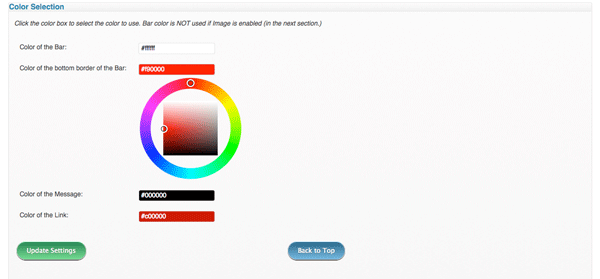 Color Selection
Click the color box to select the color to use. Bar color is NOT used if Image is enabled (in the next section.)
Color of the Bar: #ffffff
Color of the bottom border of the Bar: #f90000
Color of the Message: #000000
Color of the Link: #c00000
Update Settings Back to Top